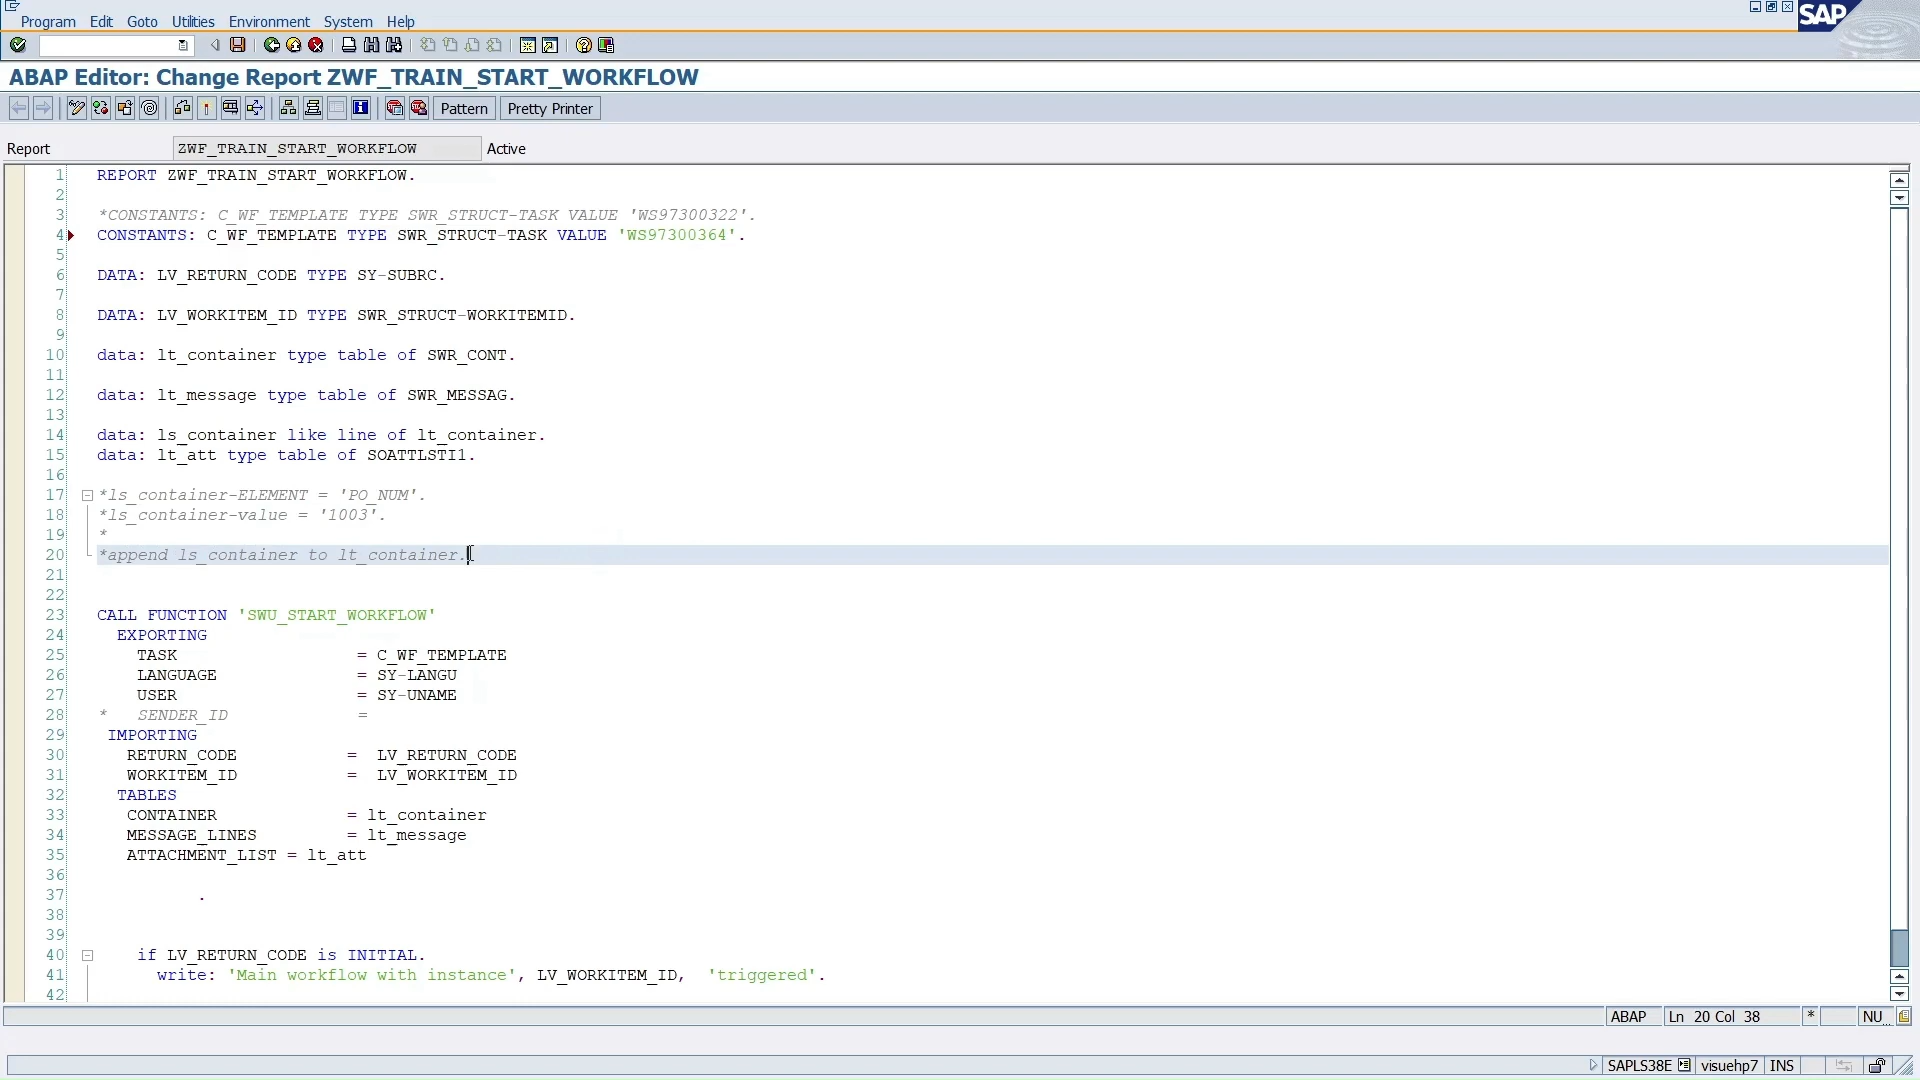 Program Edit Goto Utilities Environment System Help
SAP
ABAP Editor: Change Report ZWF_TRAIN_START_WORKFLOW
Pattern Pretty Printer
Report ZWF_TRAIN_START_WORKFLOW Active
1 REPORT ZWF_TRAIN_START_WORKFLOW.
2
3 *CONSTANTS: C_WF_TEMPLATE TYPE SWR_STRUCT-TASK VALUE 'WS97300322'.
4 CONSTANTS: C_WF_TEMPLATE TYPE SWR_STRUCT-TASK VALUE 'WS97300364'.
5
6 DATA: LV_RETURN_CODE TYPE SY-SUBRC.
7
8 DATA: LV_WORKITEM_ID TYPE SWR_STRUCT-WORKITEMID.
9
10 data: lt_container type table of SWR_CONT.
11
12 data: lt_message type table of SWR_MESSAG.
13
14 data: ls_container like line of lt_container.
15 data: lt_att type table of SOATTLSTI1.
16
17 *ls_container-ELEMENT = 'PO_NUM'.
18 *ls_container-value = '1003'.
19 *
20 *append ls_container to lt_container.
21
22
23 CALL FUNCTION 'SWU_START_WORKFLOW'
24 EXPORTING
25 TASK = C_WF_TEMPLATE
26 LANGUAGE = SY-LANGU
27 USER = SY-UNAME
28 * SENDER_ID =
29 IMPORTING
30 RETURN_CODE = LV_RETURN_CODE
31 WORKITEM_ID = LV_WORKITEM_ID
32 TABLES
33 CONTAINER = lt_container
34 MESSAGE_LINES = lt_message
35 ATTACHMENT_LIST = lt_att
36
37 .
38
39
40 if LV_RETURN_CODE is INITIAL.
41 write: 'Main workflow with instance', LV_WORKITEM_ID, 'triggered'.
42
ABAP Ln 20 Col 38 * NU
SAPLS38E visuehp7 INS